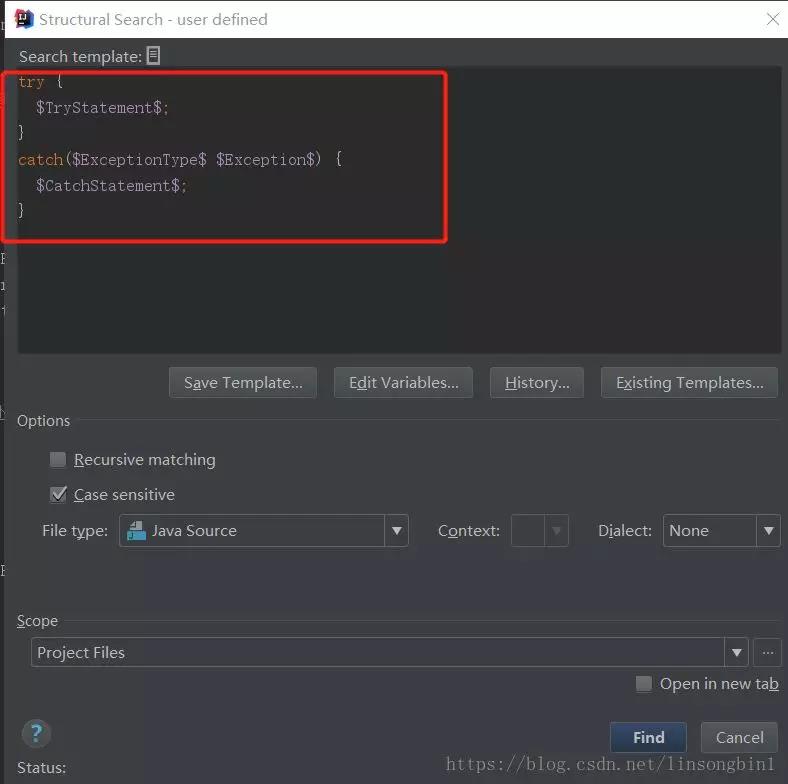 Structural Search - user defined
Search template:
try {
$TryStatement$;
}
catch($ExceptionType$ $Exception$) {
$CatchStatement$;
}
Save Template... Edit Variables... History... Existing Templates...
Options
Recursive matching
Case sensitive
File type: Java Source Context: Dialect: None
Scope
Project Files ...
Open in new tab
? Find Cancel
https://blog.csdn.net/linsongbin1
Status: